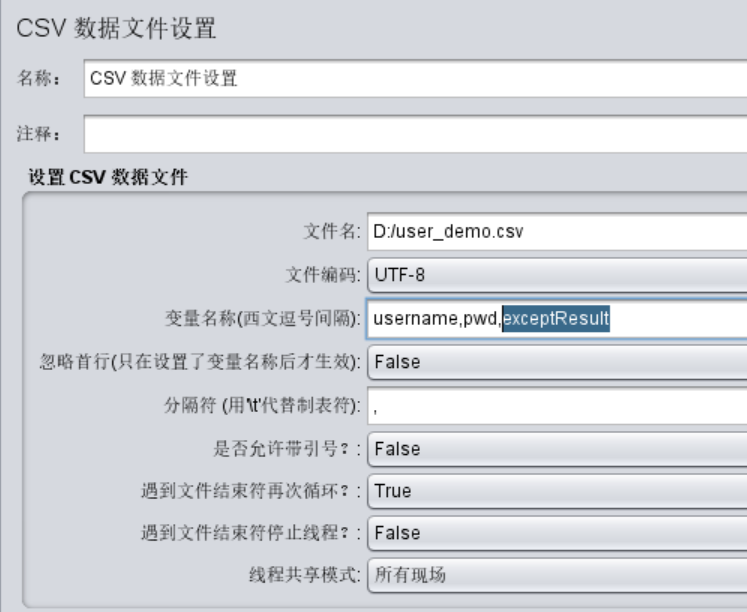 CSV 数据文件设置
名称： CSV 数据文件设置
注释：
设置 CSV 数据文件
文件名: D:/user_demo.csv
文件编码: UTF-8
变量名称(西文逗号间隔): username,pwd,exceptResult
忽略首行(只在设置了变量名称后才生效): False
分隔符 (用'\t'代替制表符): ,
是否允许带引号？: False
遇到文件结束符再次循环？: True
遇到文件结束符停止线程？: False
线程共享模式: 所有现场